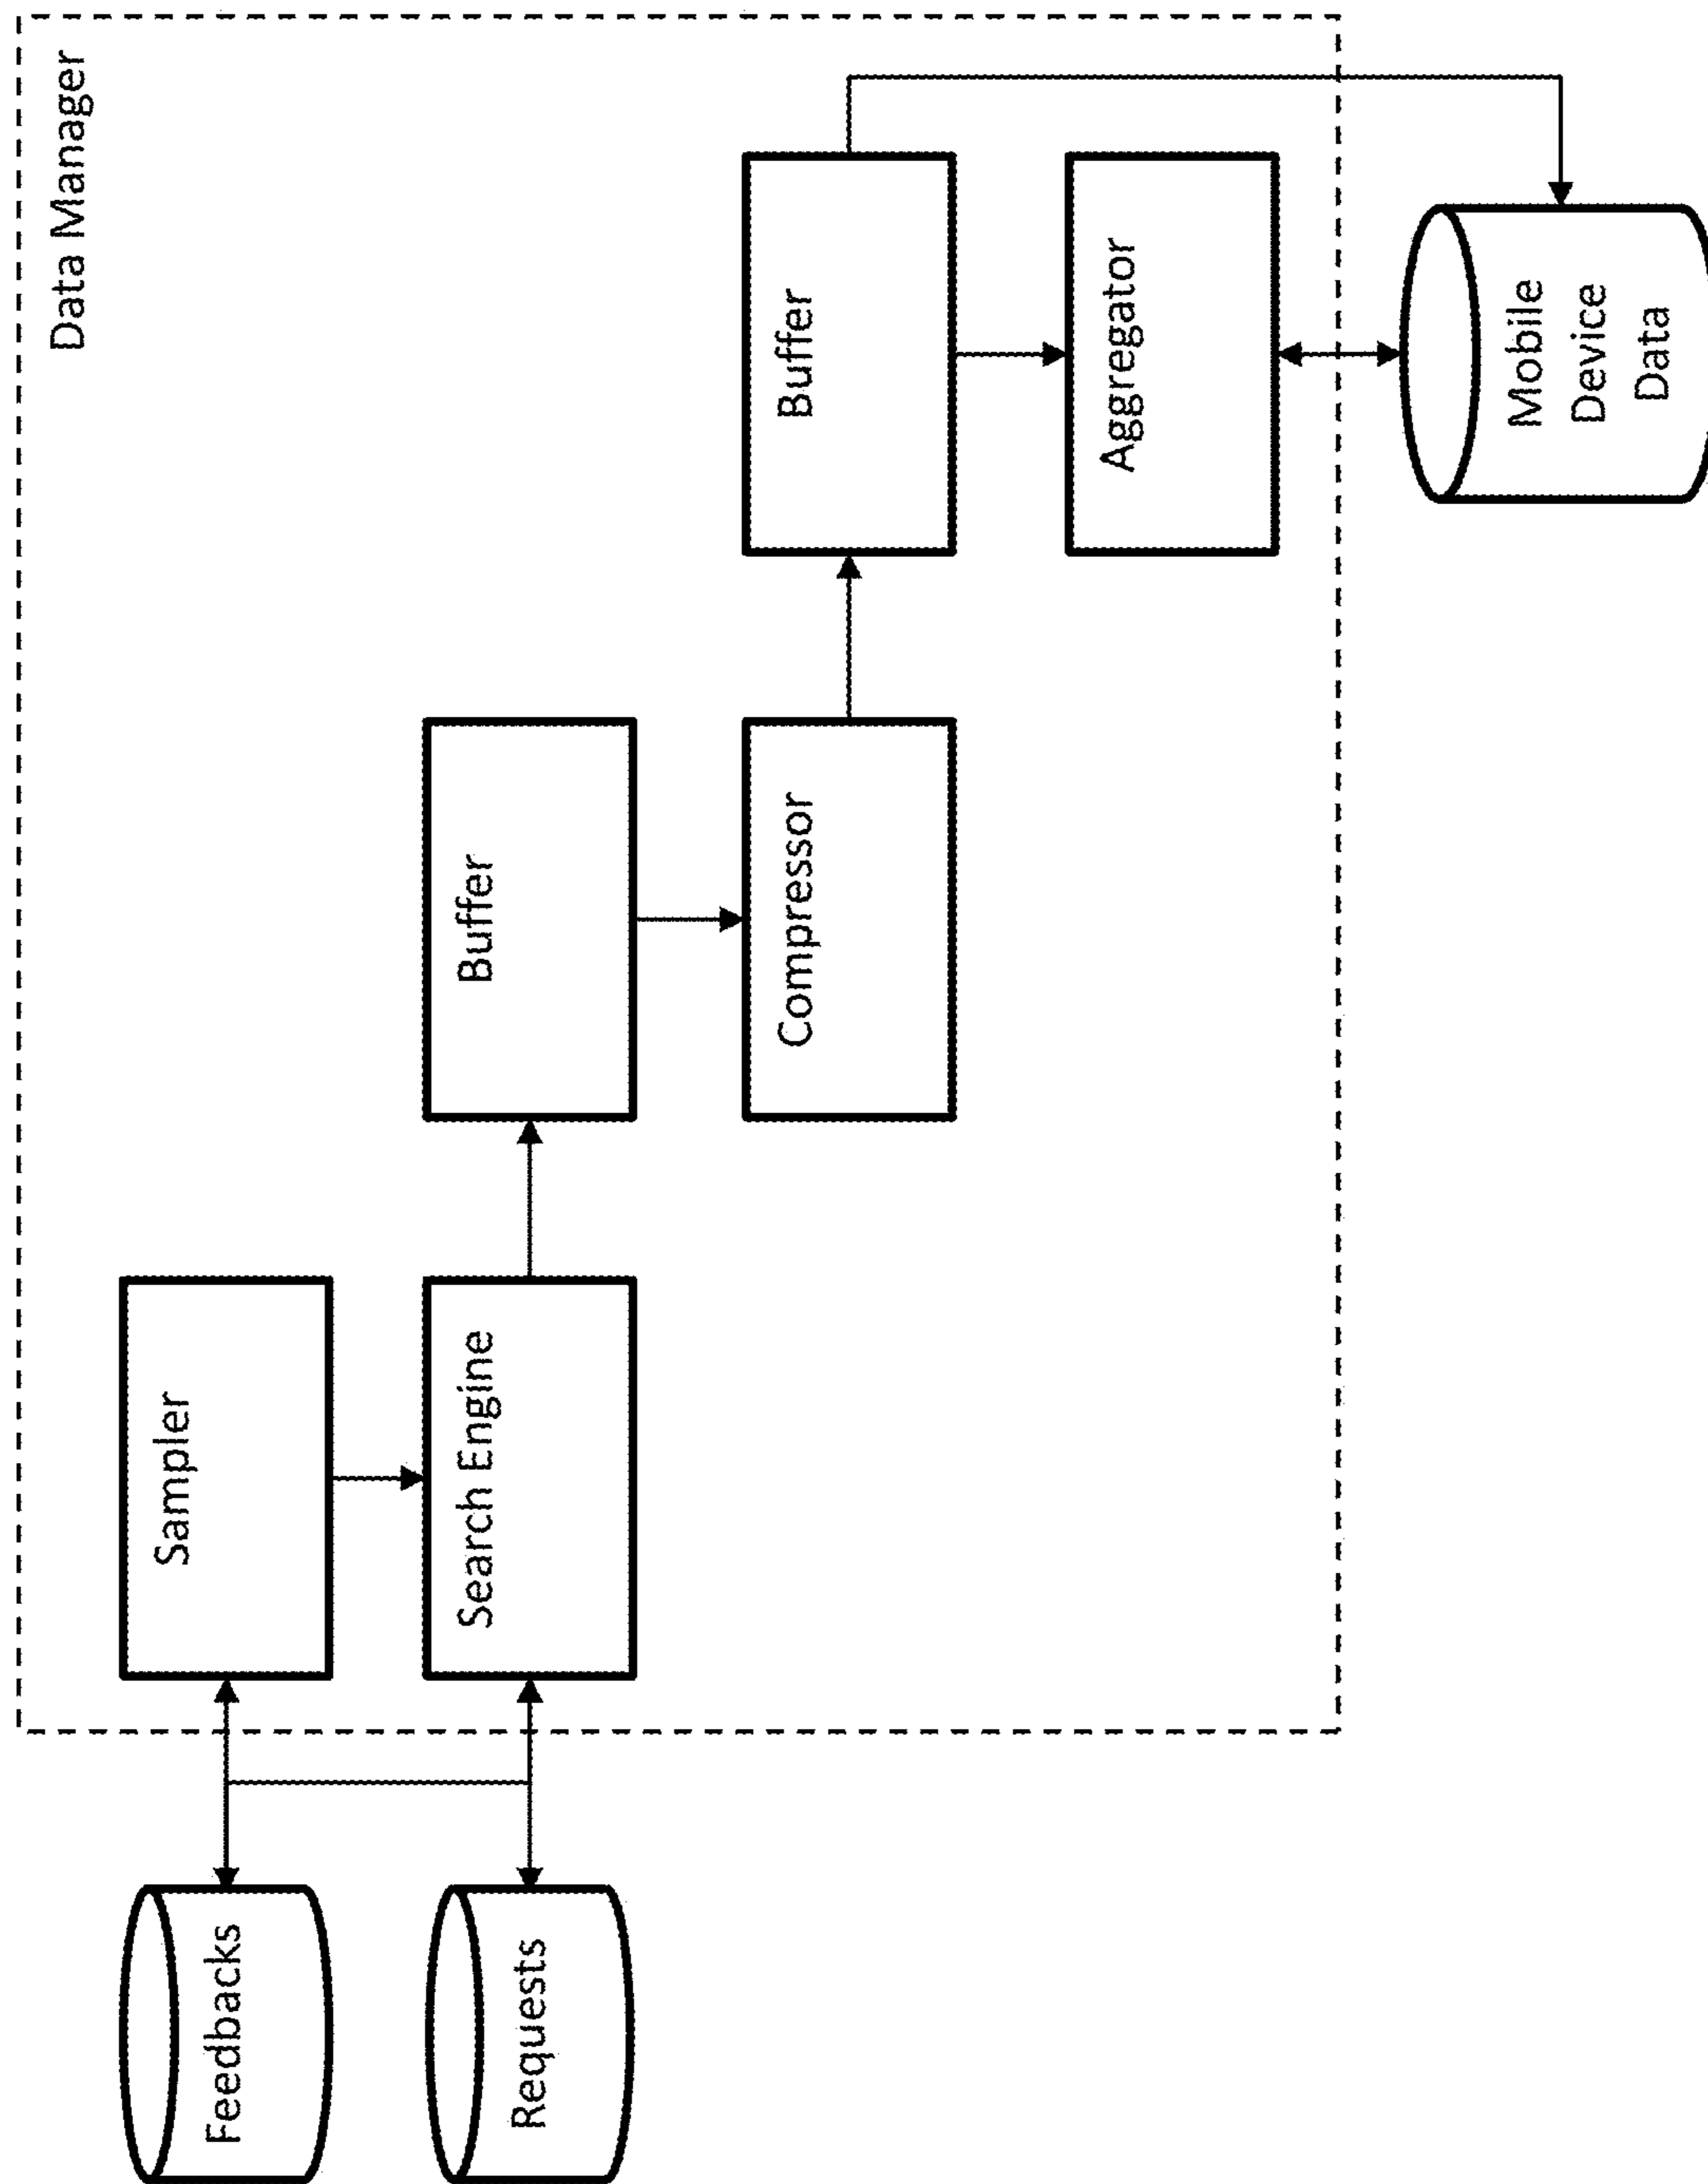 Data Manager
Feedbacks
Sampler
Requests
Search Engine
Buffer
Compressor
Buffer
Aggregator
Mobile
Device
Data